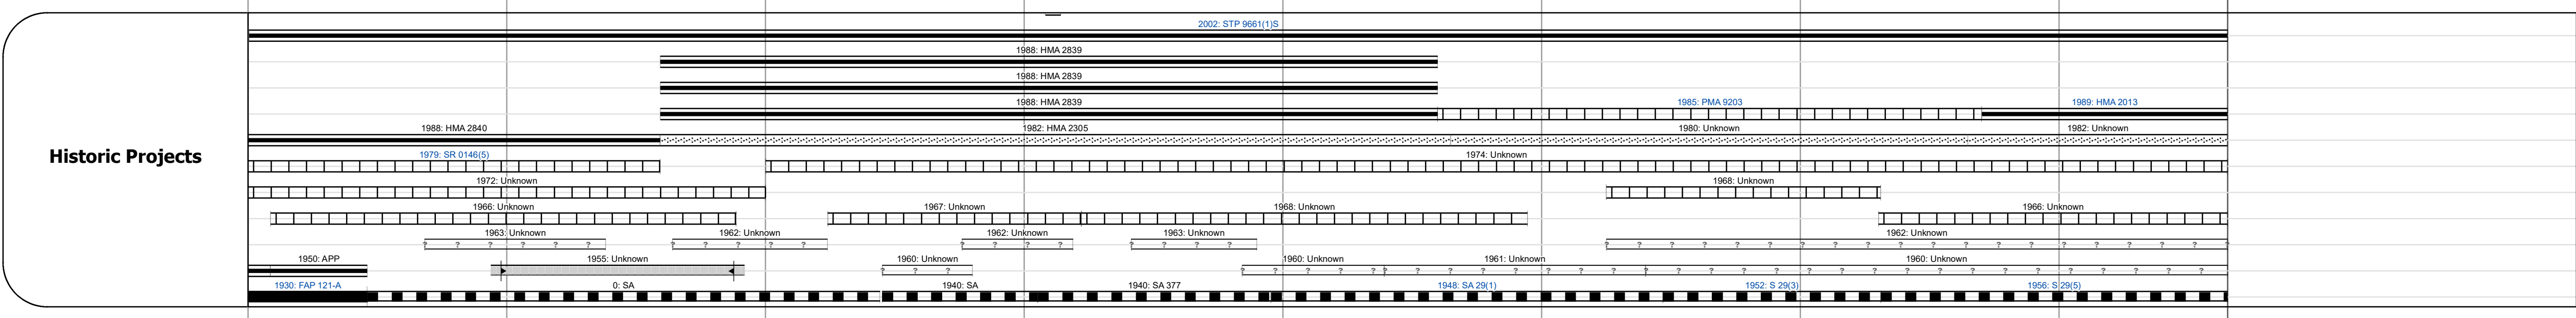 2002: STP 9661(1)S
1988: HMA 2839
1988: HMA 2839
1988: HMA 2839 1985: PMA 9203 1989: HMA 2013
1988: HMA 2840 1982: HMA 2305 1980: Unknown 1982: Unknown
Historic Projects
1979: SR 0146(5) 1974: Unknown
1972: Unknown 1968: Unknown
1966: Unknown 1967: Unknown 1968: Unknown 1966: Unknown
1963: Unknown 1962: Unknown 1962: Unknown 1963: Unknown 1962: Unknown
1950: APP 1955: Unknown 1960: Unknown 1960: Unknown 1961: Unknown 1960: Unknown
1930: FAP 121-A 0: SA 1940: SA 1940: SA 377 1948: SA 29(1) 1952: S 29(3) 1956: S 29(5)